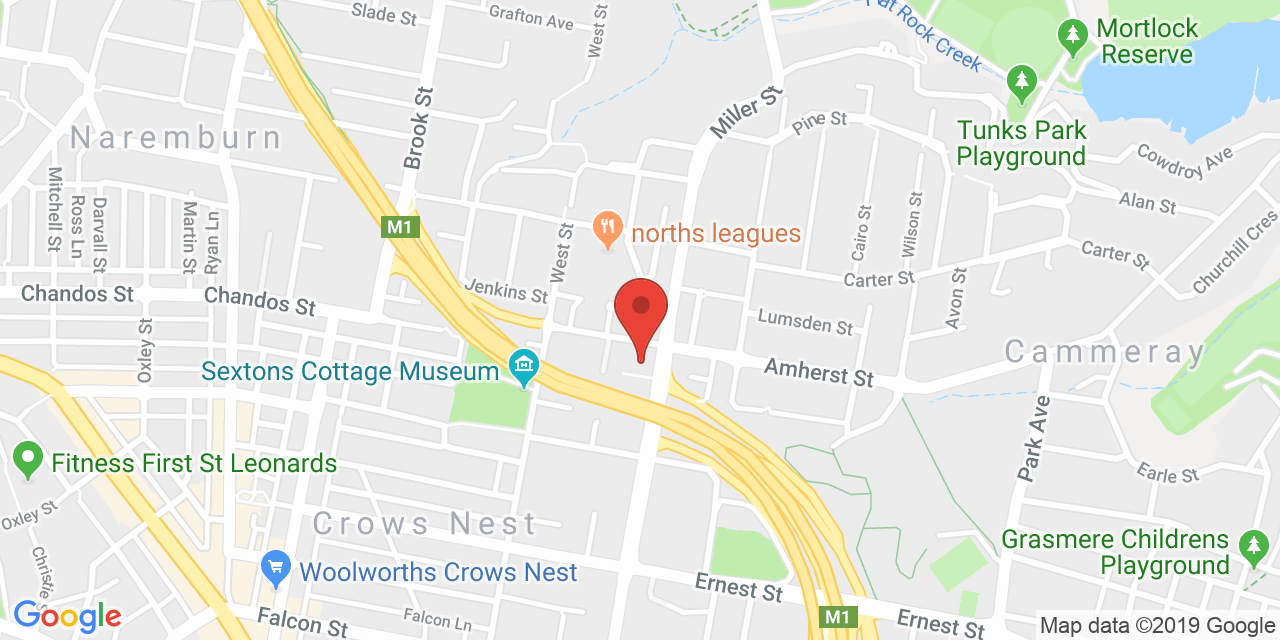 Slade St
Grafton Ave
West St
Flat Rock Creek
Mortlock
Reserve
Brook St
Miller St
Pine St
Tunks Park
Playground
Cowdroy Ave
Naremburn
Mitchell St
Ross Ln
Darvall St
Martin St
Ryan Ln
M1
West St
norths leagues
Cairo St
Wilson St
Alan St
Carter St
Carter St
Churchill Cres
Chandos St
Chandos St
Jenkins St
Avon St
Lumsden St
Oxley St
Sextons Cottage Museum
Amherst St
Cammeray
Park Ave
Fitness First St Leonards
Earle St
Oxley St
Crows Nest
Christie St
Grasmere Childrens
Playground
Woolworths Crows Nest
Ernest St
Google
Falcon St
Falcon Ln
M1
Ernest St
Map data ©2019 Google